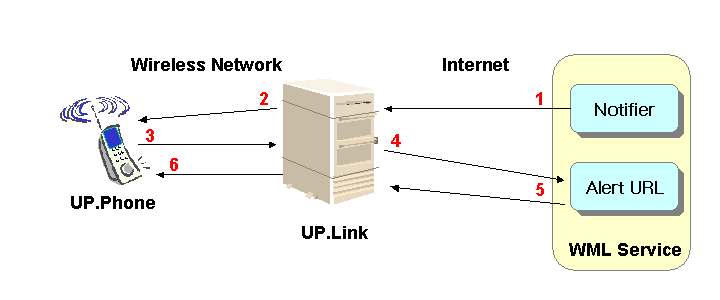 Wireless Network
Internet
Notifier
1
2
3
4
6
5
Alert URL
UP.Phone
UP.Link
WML Service